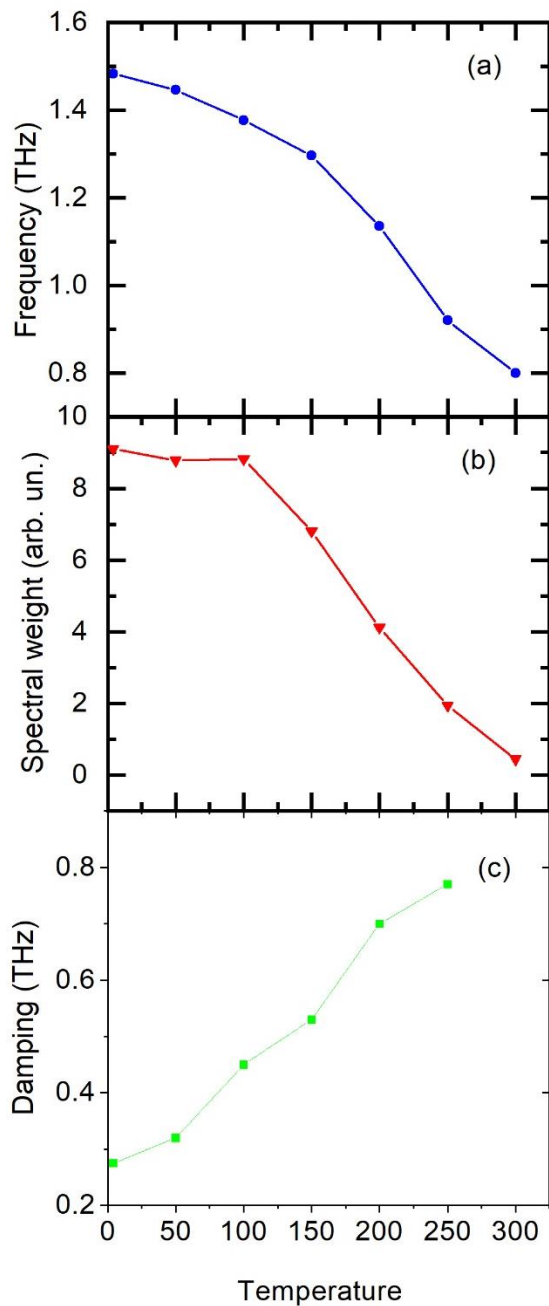 1.6
(a)
1.4
1.2
1.0
0.8
Frequency (THz)
10
(b)
8
6
4
2
0
Spectral weight (arb. un.)
(c)
0.8
0.6
0.4
0.2
Damping (THz)
0 50 100 150 200 250 300
Temperature